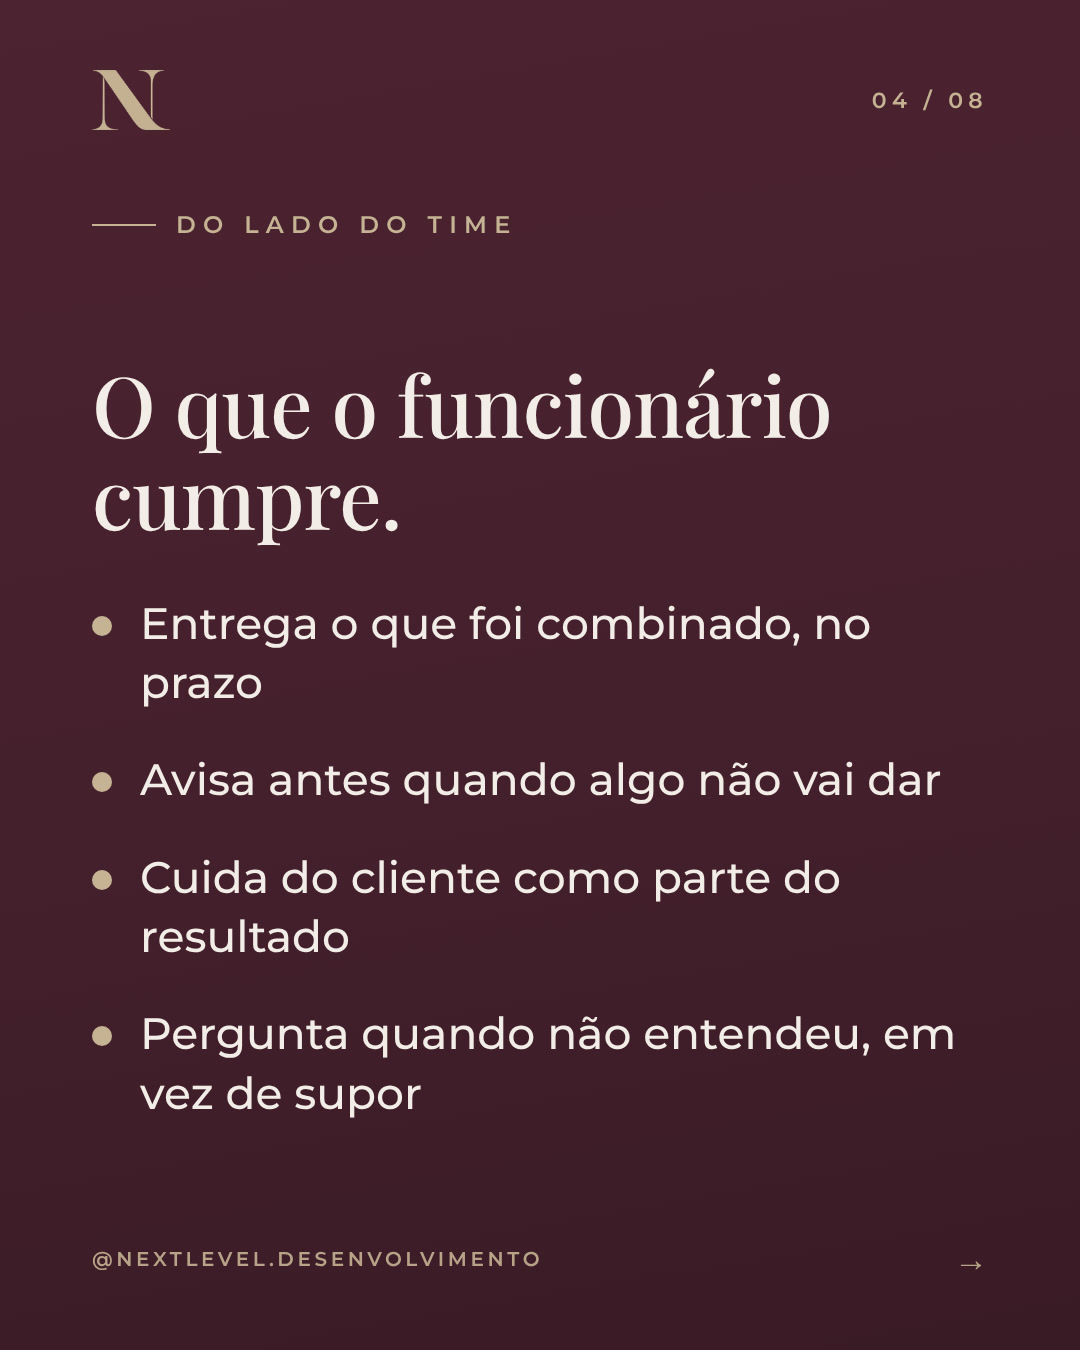 N
04 / 08
DO LADO DO TIME
O que o funcionário
cumpre.
Entrega o que foi combinado, no
prazo
Avisa antes quando algo não vai dar
Cuida do cliente como parte do
resultado
Pergunta quando não entendeu, em
vez de supor
@NEXTLEVEL.DESENVOLVIMENTO
→